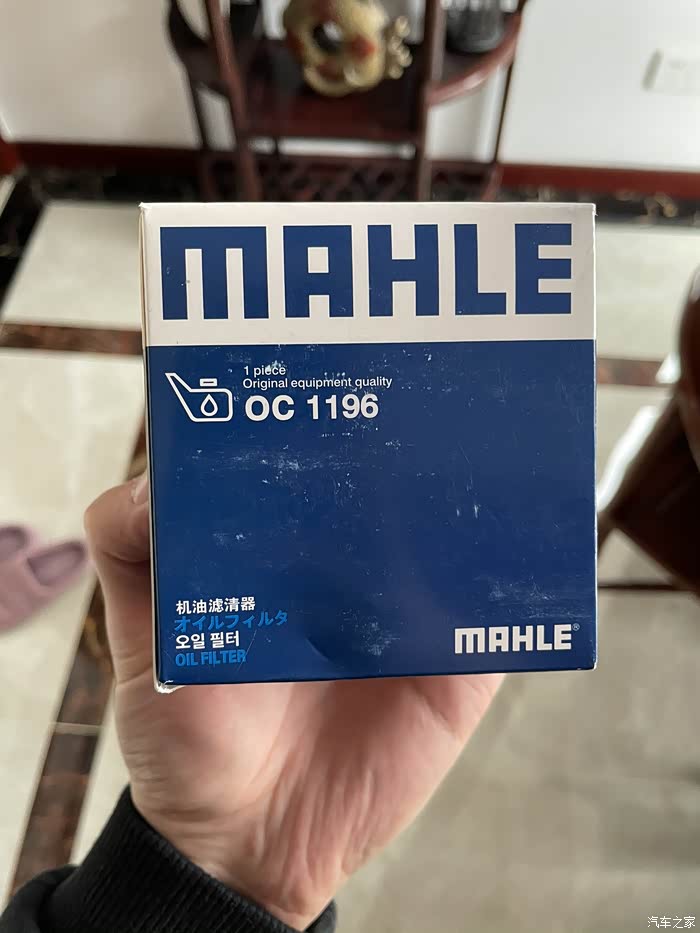 MAHLE
1 piece
Original equipment quality
OC 1196
机油滤清器
オイルフィルタ
오일 필터
OIL FILTER
MAHLE®
汽车之家